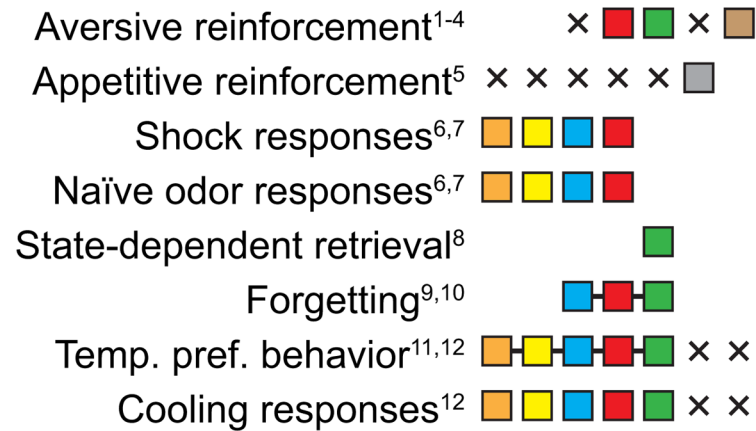 Aversive reinforcement1-4
Appetitive reinforcement5
Shock responses6,7
Naïve odor responses6,7
State-dependent retrieval8
Forgetting9,10
Temp. pref. behavior11,12
Cooling responses12